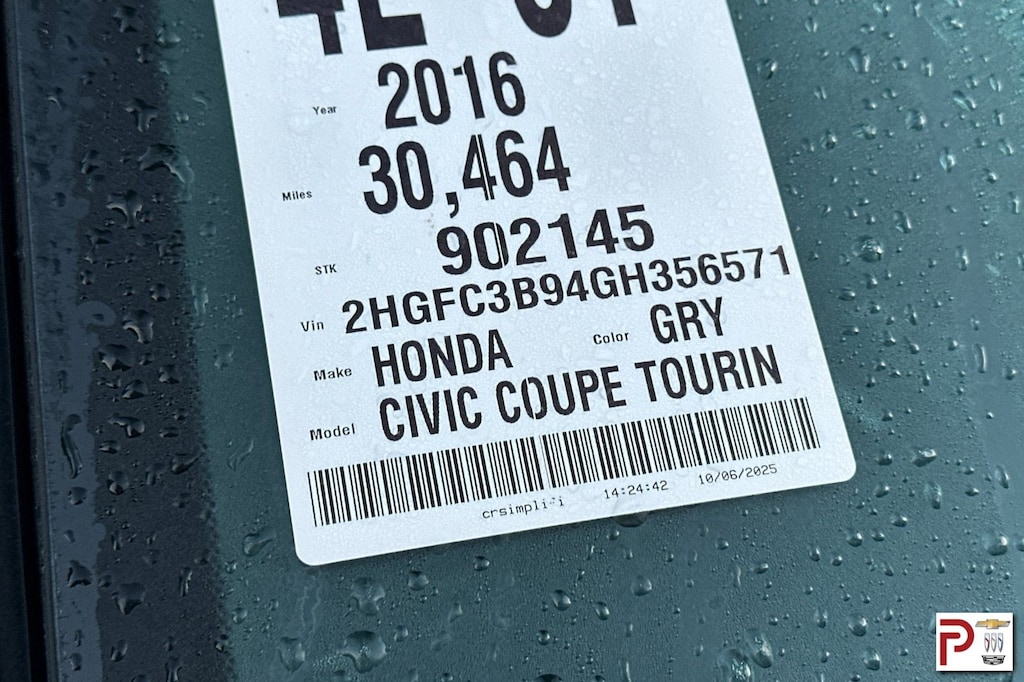 Year 2016
Miles 30,464
STK 902145
Vin 2HGFC3B94GH356571
Make HONDA Color GRY
Model CIVIC COUPE TOURIN
crsimplifi 14:24:42 10/06/2025
P